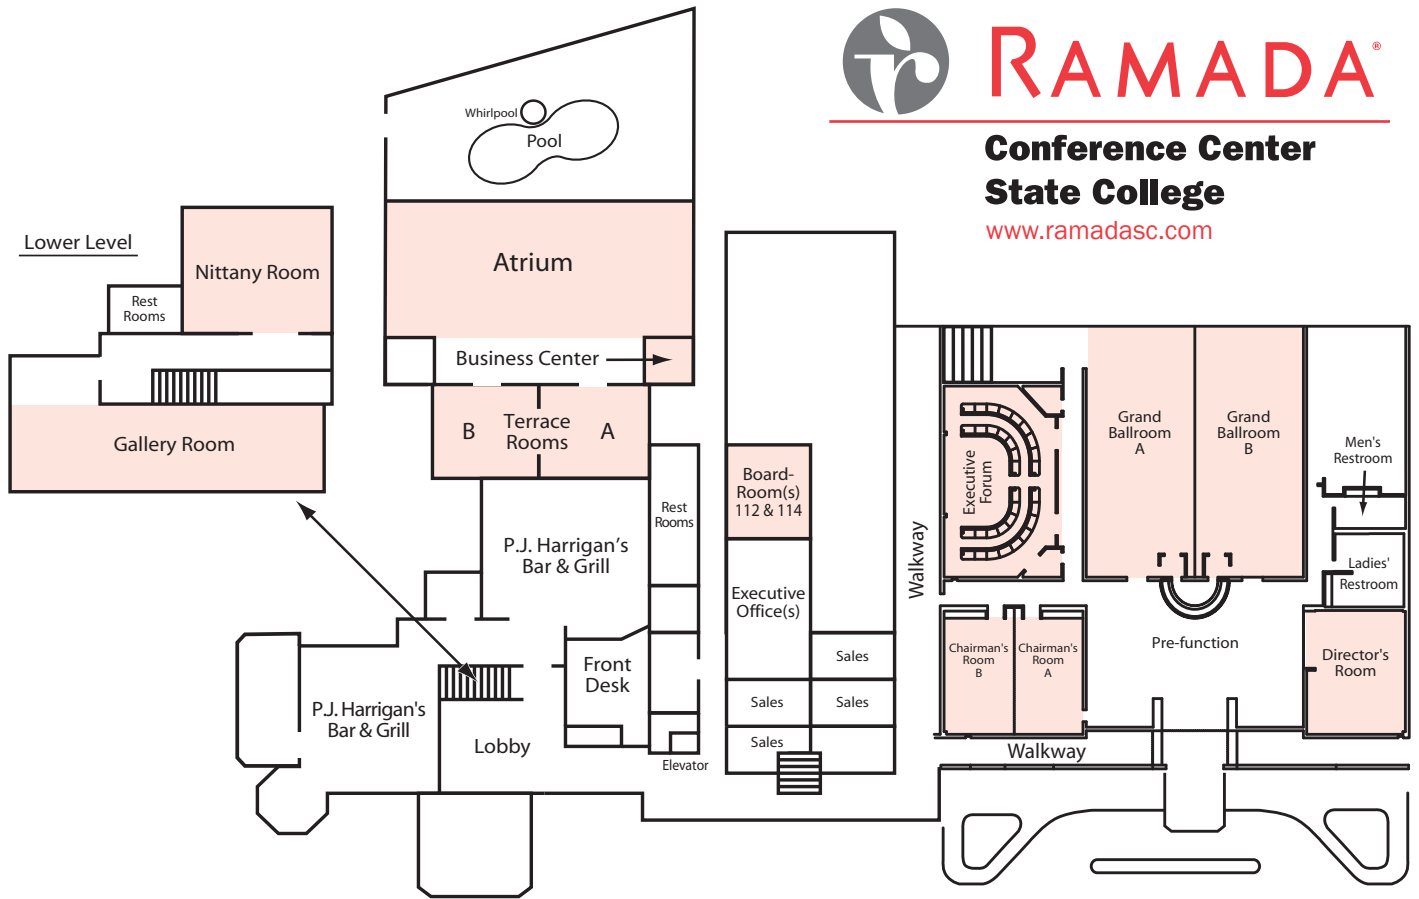 RAMADA®
Conference Center
State College
www.ramadasc.com
Whirlpool
Pool
Lower Level
Nittany Room
Rest
Rooms
Gallery Room
Atrium
Business Center
B
Terrace
Rooms
A
Rest
Rooms
P.J. Harrigan's
Bar & Grill
P.J. Harrigan's
Bar & Grill
Front
Desk
Lobby
Elevator
Board-
Room(s)
112 & 114
Executive
Office(s)
Sales
Sales
Sales
Sales
Walkway
Executive
Forum
Grand
Ballroom
A
Grand
Ballroom
B
Men's
Restroom
Ladies'
Restroom
Chairman's
Room
B
Chairman's
Room
A
Pre-function
Director's
Room
Walkway